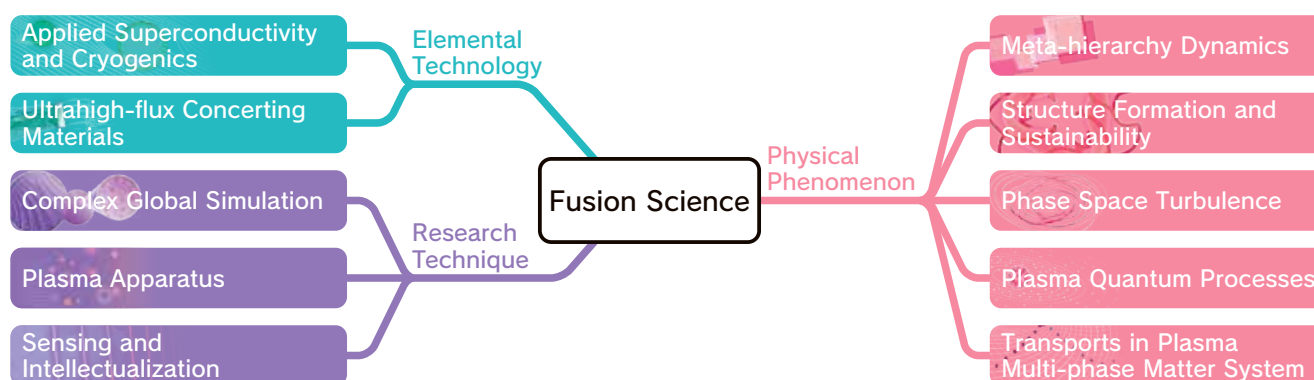 Applied Superconductivity
and Cryogenics
Ultrahigh-flux Concerting
Materials
Elemental
Technology
Complex Global Simulation
Plasma Apparatus
Sensing and
Intellectualization
Research
Technique
Fusion Science
Physical
Phenomenon
Meta-hierarchy Dynamics
Structure Formation and
Sustainability
Phase Space Turbulence
Plasma Quantum Processes
Transports in Plasma
Multi-phase Matter System